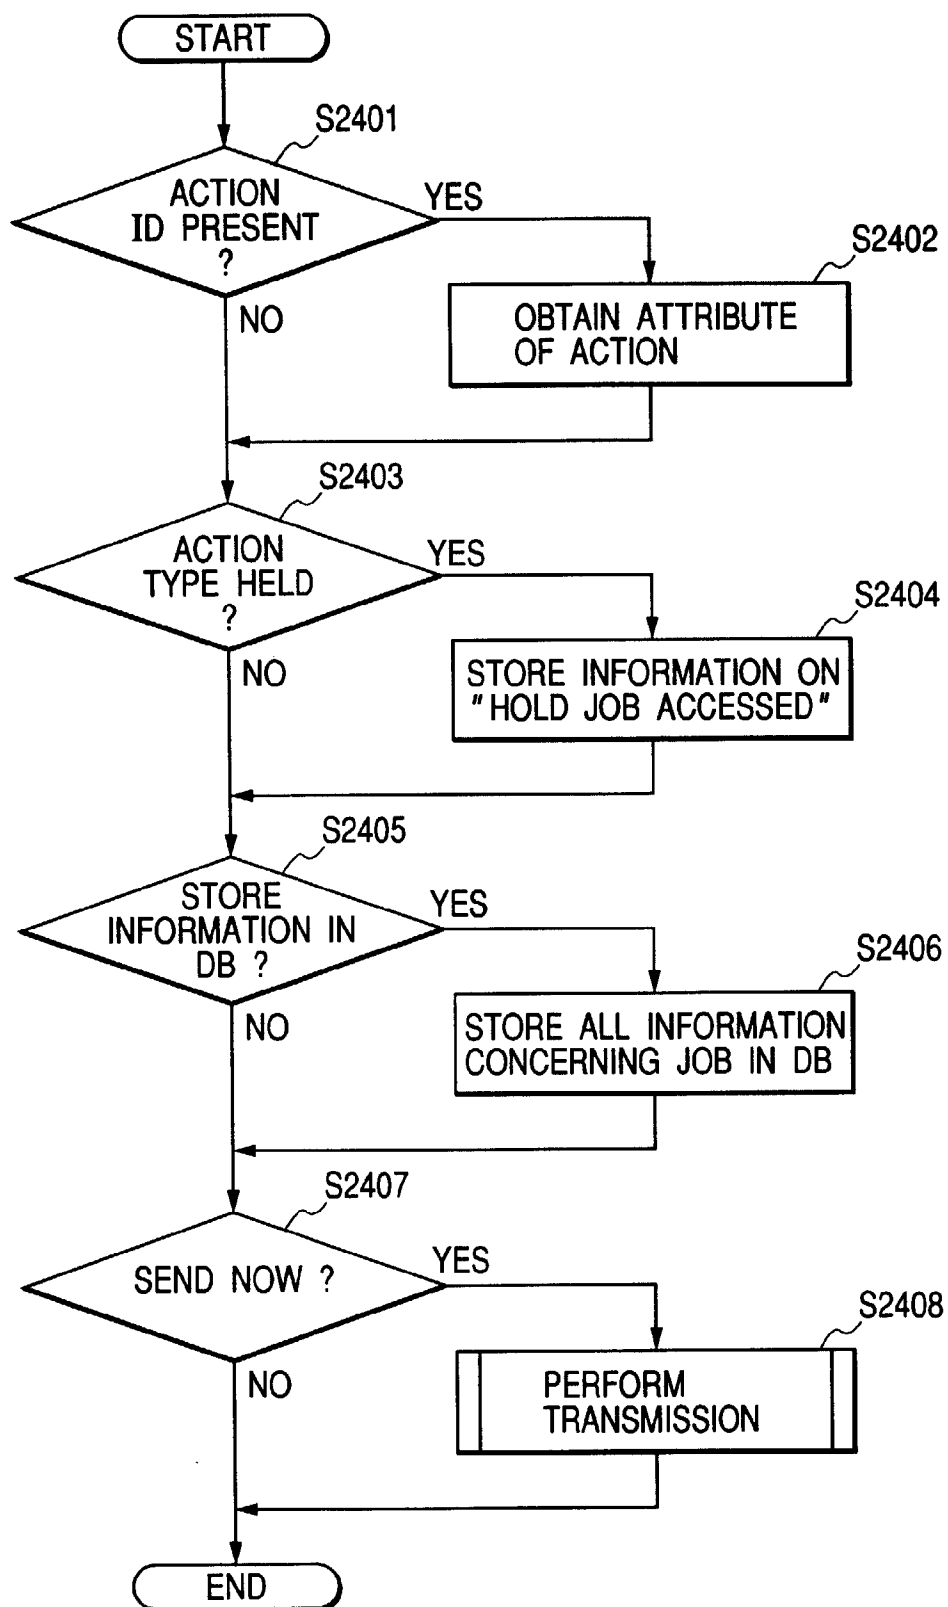 START
S2401
ACTION
ID PRESENT
?
YES
NO
S2402
OBTAIN ATTRIBUTE
OF ACTION
S2403
ACTION
TYPE HELD
?
YES
NO
S2404
STORE INFORMATION ON
"HOLD JOB ACCESSED"
S2405
STORE
INFORMATION IN
DB ?
YES
NO
S2406
STORE ALL INFORMATION
CONCERNING JOB IN DB
S2407
SEND NOW ?
YES
NO
S2408
PERFORM
TRANSMISSION
END